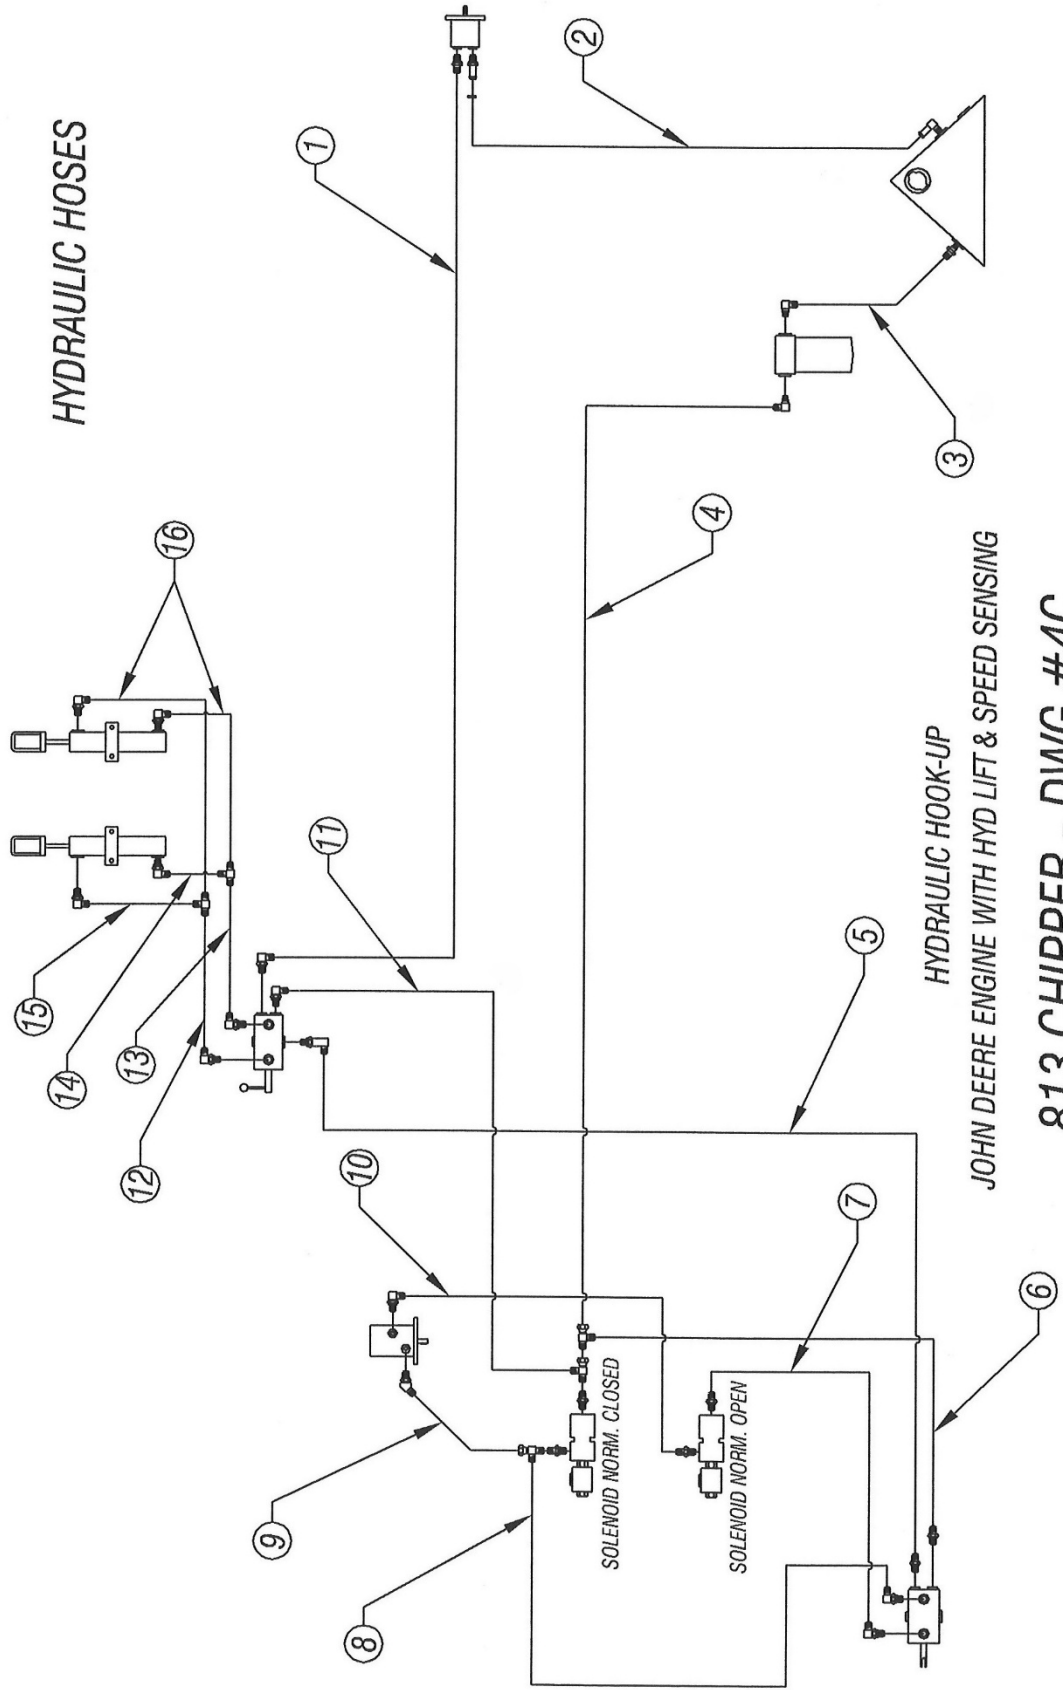 HYDRAULIC HOSES
1
2
3
4
5
6
7
8
9
10
11
12
13
14
15
16
SOLENOID NORM. CLOSED
SOLENOID NORM. OPEN
HYDRAULIC HOOK-UP
JOHN DEERE ENGINE WITH HYD LIFT & SPEED SENSING
813 CHIPPER - DWG #4C